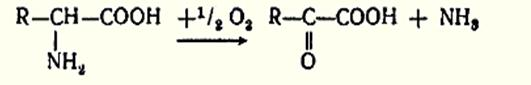 R—CH—COOH +1/2 O2 R—C—COOH + NH3
NH2 O